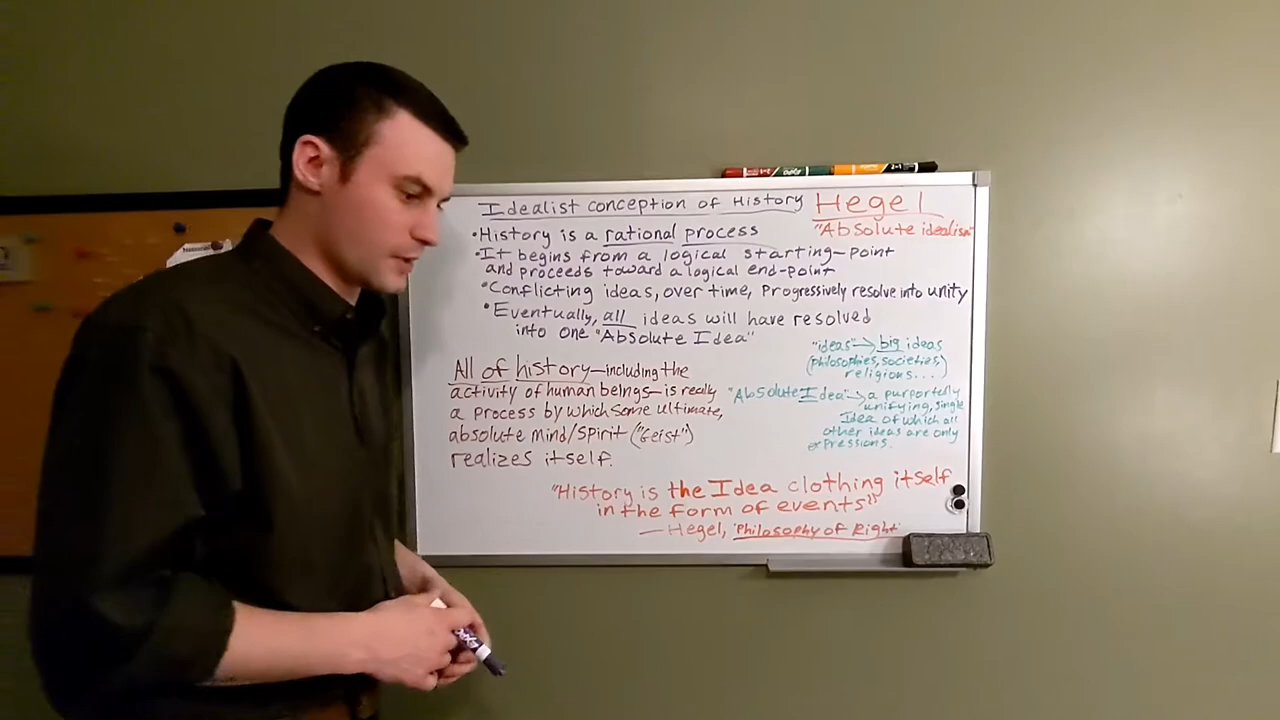 Idealist conception of History
Hegel
"Absolute idealism"
•History is a rational process
•It begins from a logical starting-point
and proceeds toward a logical end-point
•Conflicting ideas, over time, progressively resolve into unity
•Eventually, all ideas will have resolved
into one "Absolute Idea"
"ideas"→big ideas
(philosophies, societies,
religions...)
All of history—including the
activity of human beings—is really
a process by which some ultimate,
absolute mind/spirit ("Geist")
realizes itself.
"Absolute Idea"→a purportedly
unifying, single
Idea of which all
other ideas are only
expressions.
"History is the Idea clothing itself
in the form of events"
—Hegel, Philosophy of Right